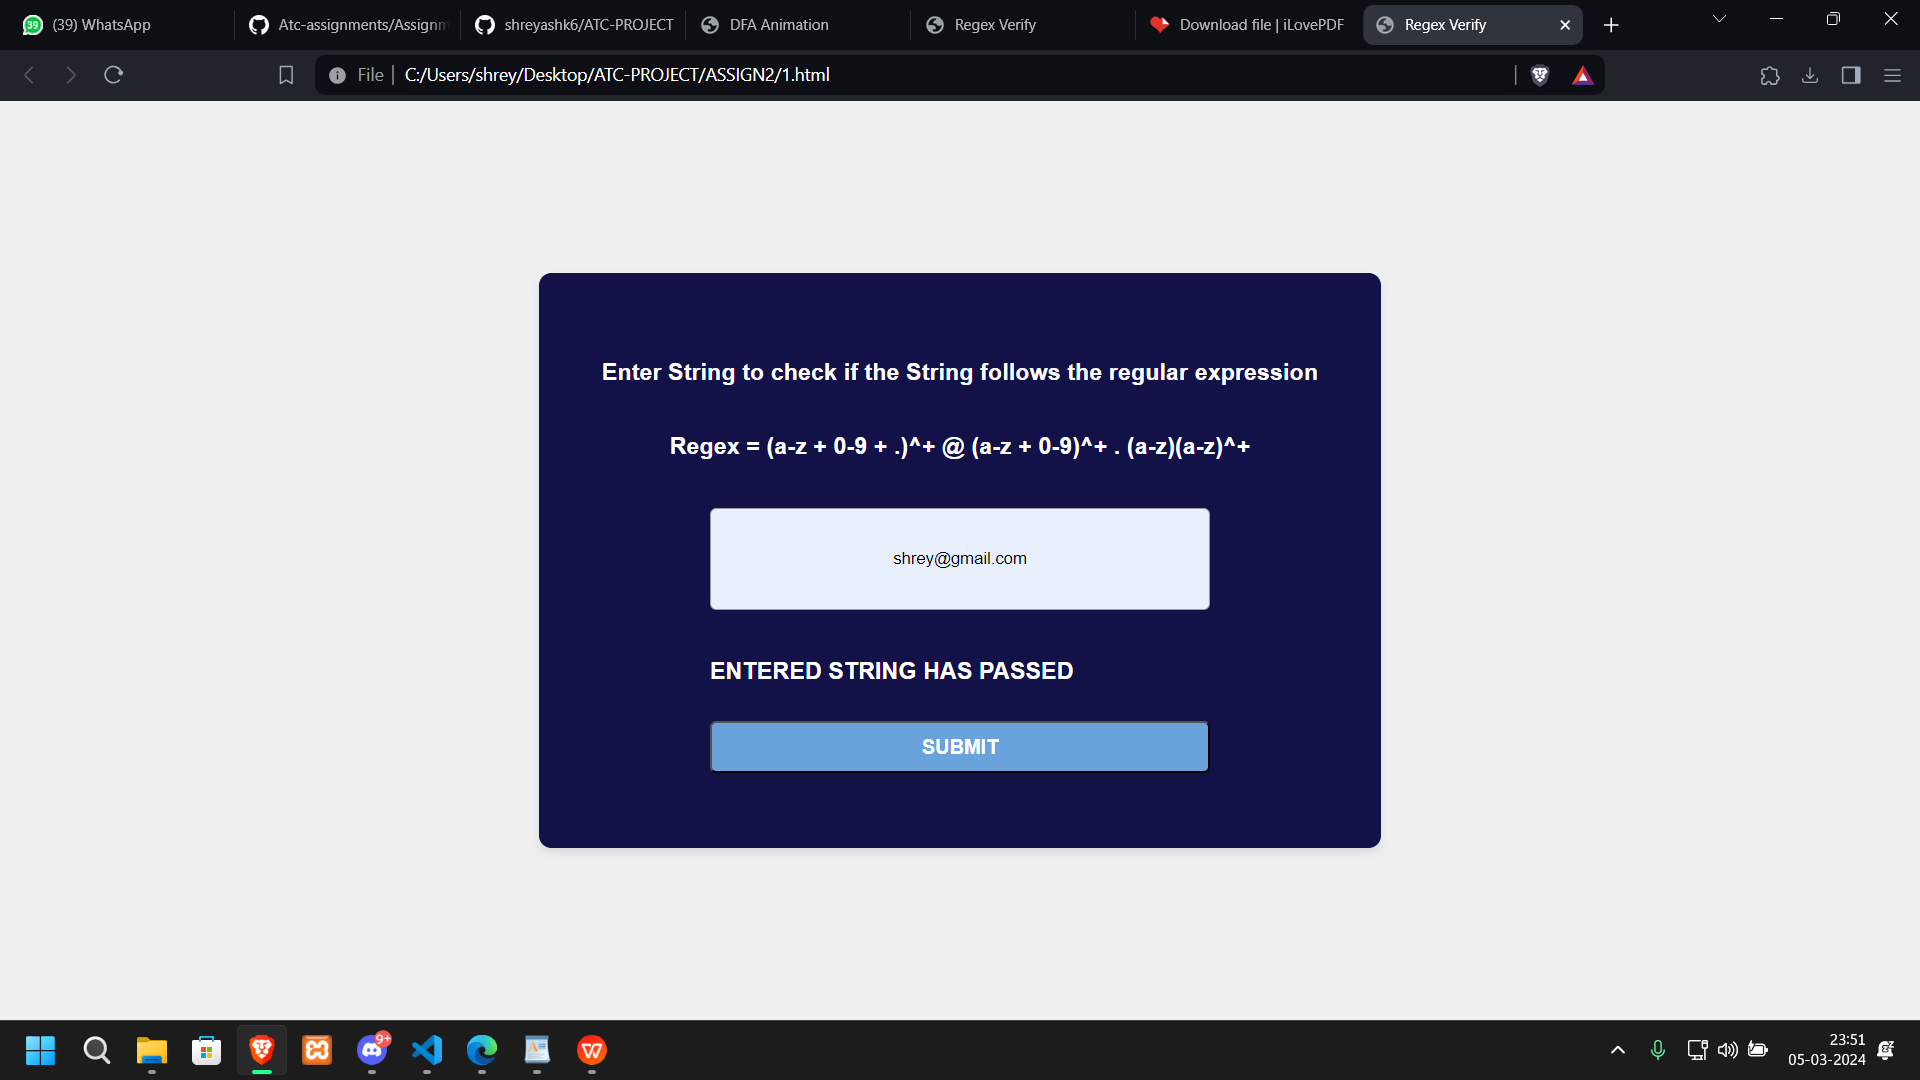 39
(39) WhatsApp
Atc-assignments/Assignm
shreyashk6/ATC-PROJECT
DFA Animation
Regex Verify
Download file | iLovePDF
Regex Verify
File | C:/Users/shrey/Desktop/ATC-PROJECT/ASSIGN2/1.html
Enter String to check if the String follows the regular expression
Regex = (a-z + 0-9 + .)^+ @ (a-z + 0-9)^+ . (a-z)(a-z)^+
shrey@gmail.com
ENTERED STRING HAS PASSED
SUBMIT
9+
23:51
05-03-2024